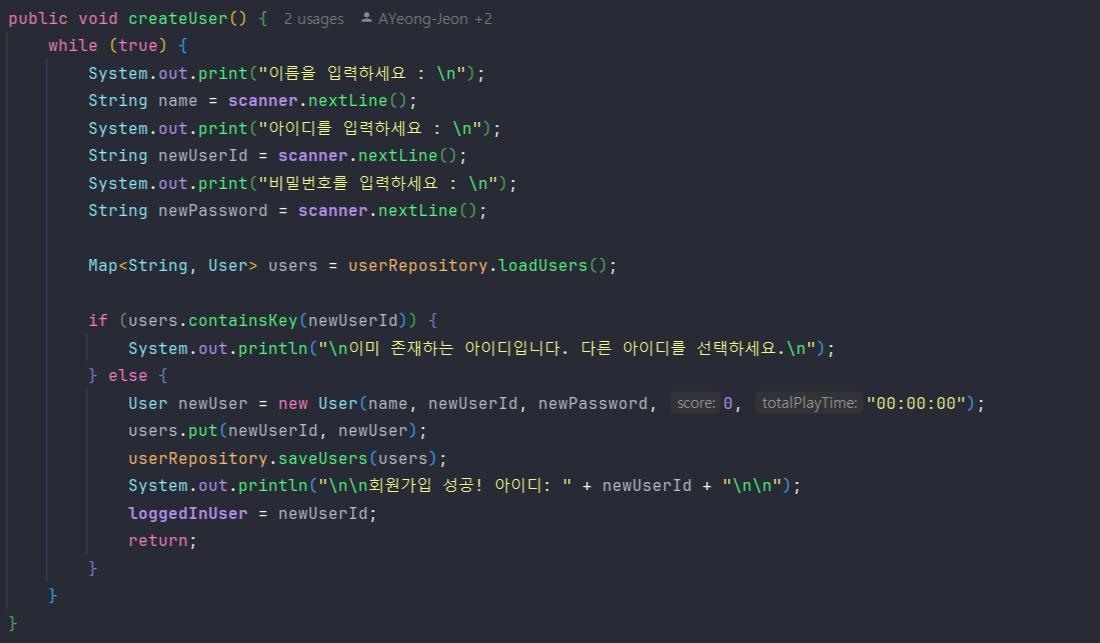 public void createUser() { 2 usages AYeong-Jeon +2
    while (true) {
        System.out.print("이름을 입력하세요 : \n");
        String name = scanner.nextLine();
        System.out.print("아이디를 입력하세요 : \n");
        String newUserId = scanner.nextLine();
        System.out.print("비밀번호를 입력하세요 : \n");
        String newPassword = scanner.nextLine();

        Map<String, User> users = userRepository.loadUsers();

        if (users.containsKey(newUserId)) {
            System.out.println("\n이미 존재하는 아이디입니다. 다른 아이디를 선택하세요.\n");
        } else {
            User newUser = new User(name, newUserId, newPassword, score: 0, totalPlayTime: "00:00:00");
            users.put(newUserId, newUser);
            userRepository.saveUsers(users);
            System.out.println("\n\n회원가입 성공! 아이디: " + newUserId + "\n\n");
            loggedInUser = newUserId;
            return;
        }
    }
}